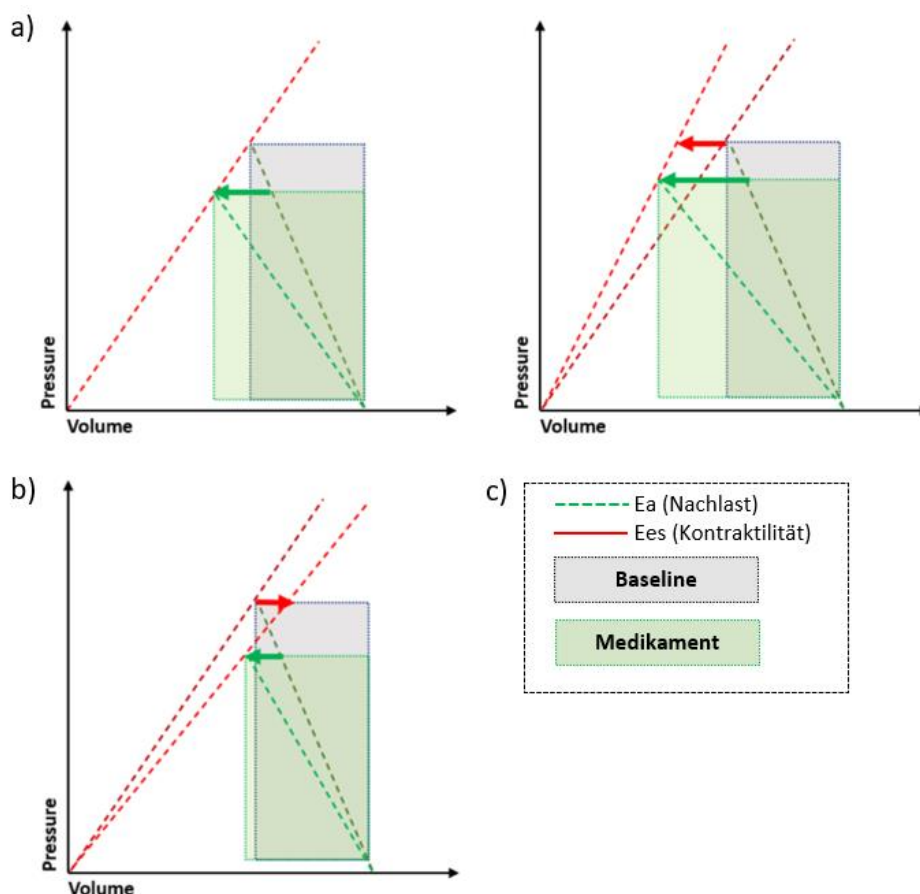 a)
Pressure
Volume
Pressure
Volume
b)
Pressure
Volume
c)
Ea (Nachlast)
Ees (Kontraktilität)
Baseline
Medikament